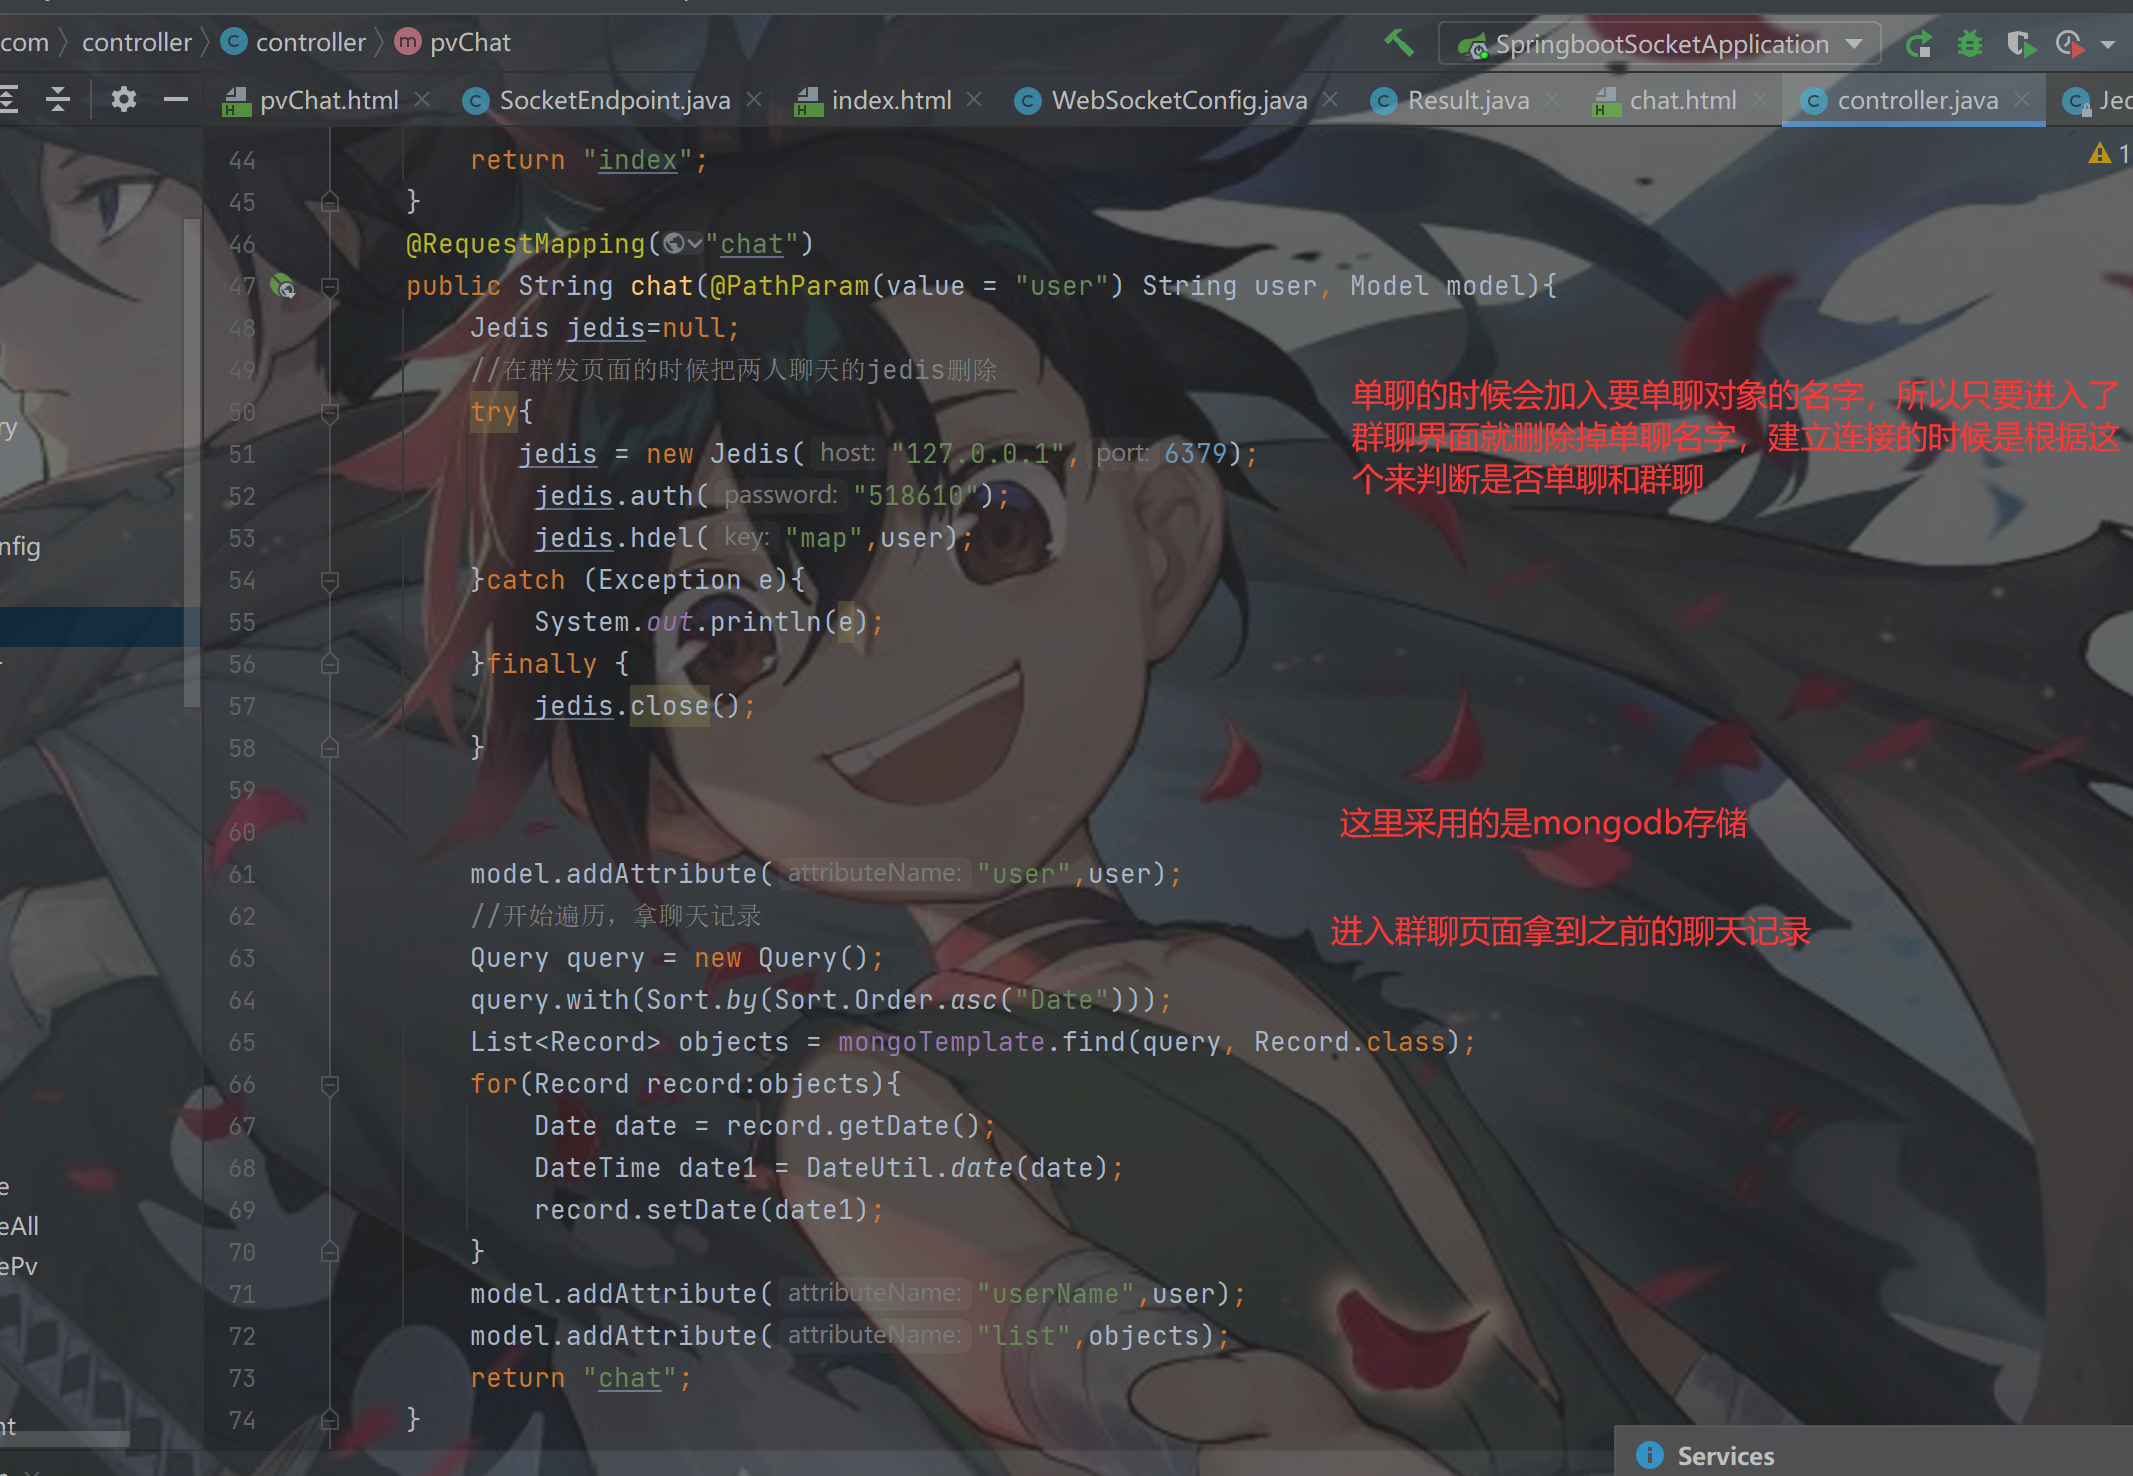 com 〉 controller 〉 controller 〉 pvChat
SpringbootSocketApplication
pvChat.html SocketEndpoint.java index.html WebSocketConfig.java Result.java chat.html controller.java
44 return "index";
45 }
46 @RequestMapping("chat")
47 public String chat(@PathParam(value = "user") String user, Model model){
48 Jedis jedis=null;
49 //在群发页面的时候把两人聊天的jedis删除
50 try{
51 jedis = new Jedis( host: "127.0.0.1", port: 6379);
52 jedis.auth( password: "518610");
53 jedis.hdel( key: "map",user);
54 }catch (Exception e){
55 System.out.println(e);
56 }finally {
57 jedis.close();
58 }
59
60
61 model.addAttribute( attributeName: "user",user);
62 //开始遍历，拿聊天记录
63 Query query = new Query();
64 query.with(Sort.by(Sort.Order.asc("Date")));
65 List<Record> objects = mongoTemplate.find(query, Record.class);
66 for(Record record:objects){
67 Date date = record.getDate();
68 DateTime date1 = DateUtil.date(date);
69 record.setDate(date1);
70 }
71 model.addAttribute( attributeName: "userName",user);
72 model.addAttribute( attributeName: "list",objects);
73 return "chat";
74 }
单聊的时候会加入要单聊对象的名字，所以只要进入了
群聊界面就删除掉单聊名字，建立连接的时候是根据这
个来判断是否单聊和群聊
这里采用的是mongodb存储
进入群聊页面拿到之前的聊天记录
Services